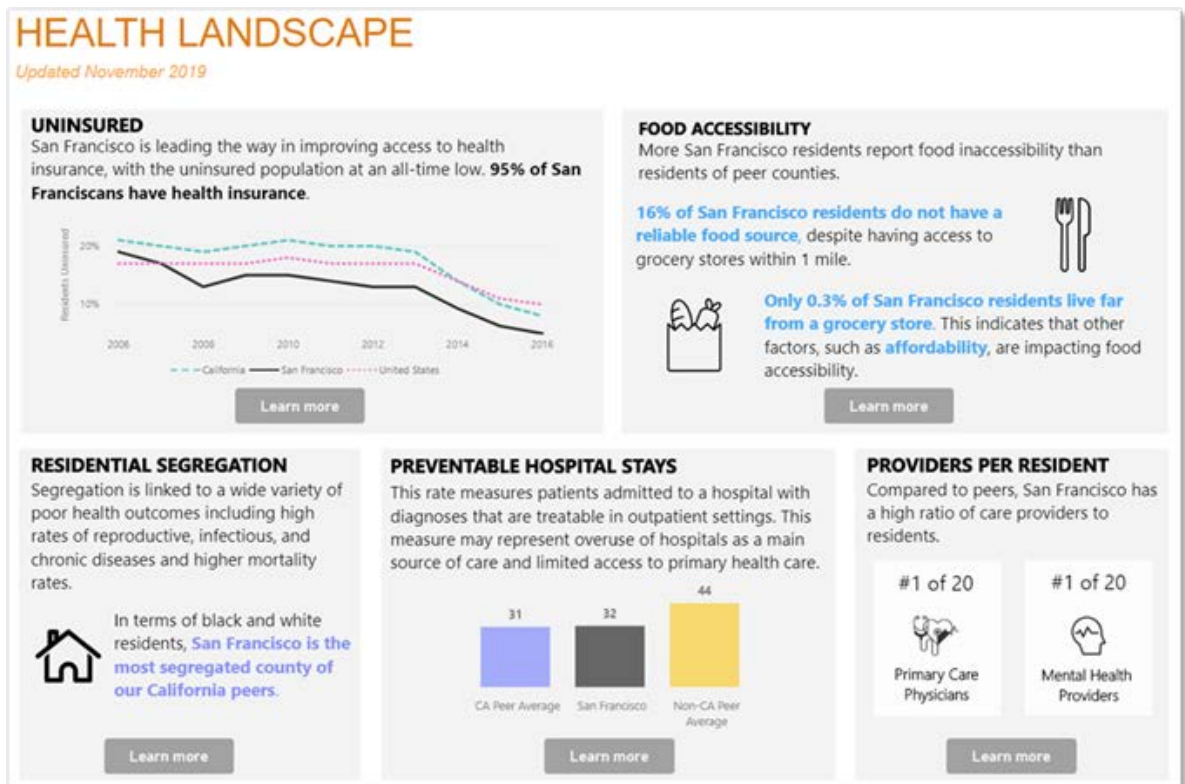 HEALTH LANDSCAPE
Updated November 2019
UNINSURED
San Francisco is leading the way in improving access to health
insurance, with the uninsured population at an all-time low. 95% of San
Franciscans have health insurance.
Residents Uninsured
20%
10%
2006 2008 2010 2012 2014 2016
California San Francisco United States
Learn more
FOOD ACCESSIBILITY
More San Francisco residents report food inaccessibility than
residents of peer counties.
16% of San Francisco residents do not have a
reliable food source, despite having access to
grocery stores within 1 mile.
Only 0.3% of San Francisco residents live far
from a grocery store. This indicates that other
factors, such as affordability, are impacting food
accessibility.
Learn more
RESIDENTIAL SEGREGATION
Segregation is linked to a wide variety of
poor health outcomes including high
rates of reproductive, infectious, and
chronic diseases and higher mortality
rates.
In terms of black and white
residents, San Francisco is the
most segregated county of
our California peers.
Learn more
PREVENTABLE HOSPITAL STAYS
This rate measures patients admitted to a hospital with
diagnoses that are treatable in outpatient settings. This
measure may represent overuse of hospitals as a main
source of care and limited access to primary health care.
31 32 44
CA Peer Average San Francisco Non-CA Peer
Average
Learn more
PROVIDERS PER RESIDENT
Compared to peers, San Francisco has
a high ratio of care providers to
residents.
#1 of 20
Primary Care
Physicians
#1 of 20
Mental Health
Providers
Learn more